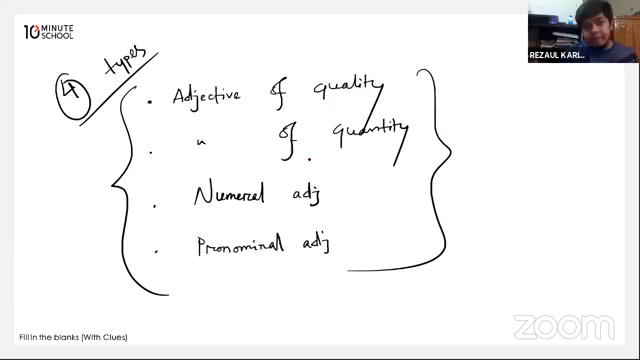 10 MINUTE SCHOOL
REZAUL KARI...
4 types
. Adjective of quality
. " of quantity
. Numeral adj
. Pronominal adj
Fill in the blanks (With Clues)
zoom